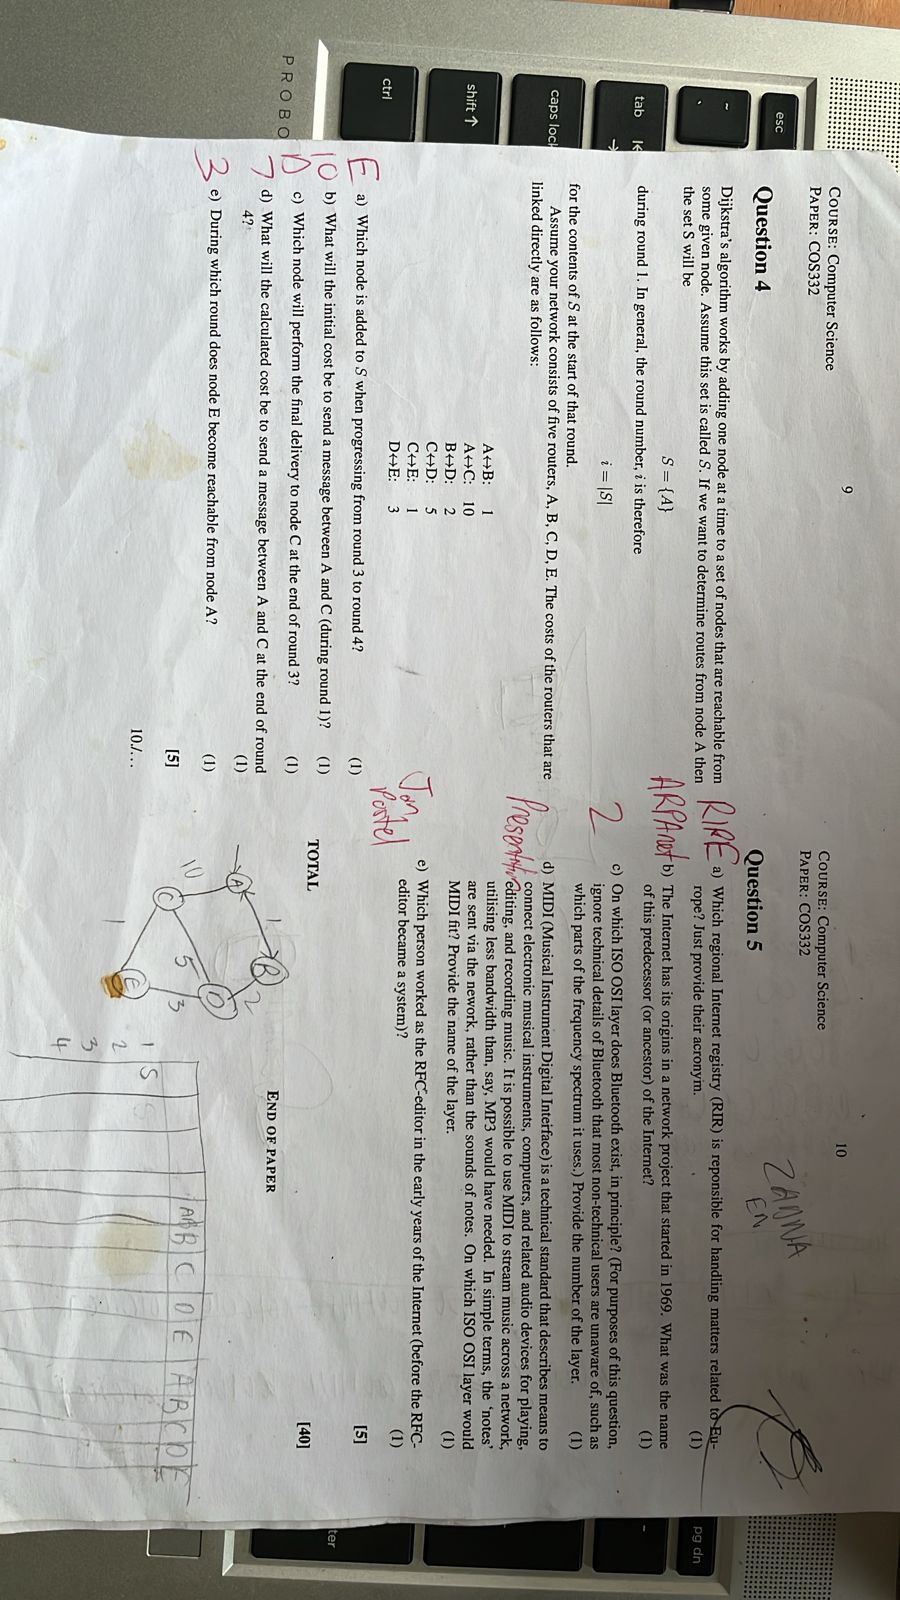 9
COURSE: Computer Science
PAPER: COS332
Question 4
Dijkstra's algorithm works by adding one node at a time to a set of nodes that are reachable from
some given node. Assume this set is called S. If we want to determine routes from node A then
the set S will be
S = {A}
during round 1. In general, the round number, i is therefore
i = |S|
for the contents of S at the start of that round.
Assume your network consists of five routers, A, B, C, D, E. The costs of the routers that are
linked directly are as follows:
A↔B: 1
A↔C: 10
B↔D: 2
C↔D: 5
C↔E: 1
D↔E: 3
E a) Which node is added to S when progressing from round 3 to round 4? (1)
10 b) What will the initial cost be to send a message between A and C (during round 1)? (1)
D c) Which node will perform the final delivery to node C at the end of round 3? (1)
7 d) What will the calculated cost be to send a message between A and C at the end of round
4? (1)
3 e) During which round does node E become reachable from node A? (1)
[5]
10./...
10
COURSE: Computer Science
PAPER: COS332
ZANNA
EN
Question 5
RIPE a) Which regional Internet registry (RIR) is reponsible for handling matters related to Eu-
rope? Just provide their acronym. (1)
ARPAnet b) The Internet has its origins in a network project that started in 1969. What was the name
of this predecessor (or ancestor) of the Internet? (1)
2 c) On which ISO OSI layer does Bluetooth exist, in principle? (For purposes of this question,
ignore technical details of Bluetooth that most non-technical users are unaware of, such as
which parts of the frequency spectrum it uses.) Provide the number of the layer. (1)
d) MIDI (Musical Instrument Digital Interface) is a technical standard that describes means to
Presentation connect electronic musical instruments, computers, and related audio devices for playing,
editing, and recording music. It is possible to use MIDI to stream music across a network,
utilising less bandwidth than, say, MP3 would have needed. In simple terms, the 'notes'
are sent via the nework, rather than the sounds of notes. On which ISO OSI layer would
MIDI fit? Provide the name of the layer. (1)
Jon
Postel
e) Which person worked as the RFC-editor in the early years of the Internet (before the RFC-
editor became a system)? (1)
[5]
TOTAL
[40]
END OF PAPER
1 B
2
A
D
10
5
3
C
E
1
A B C D E A B C D E
1 S
2
3
4
esc
~
tab
caps lock
shift
ctrl
PROBO
pg dn
ter